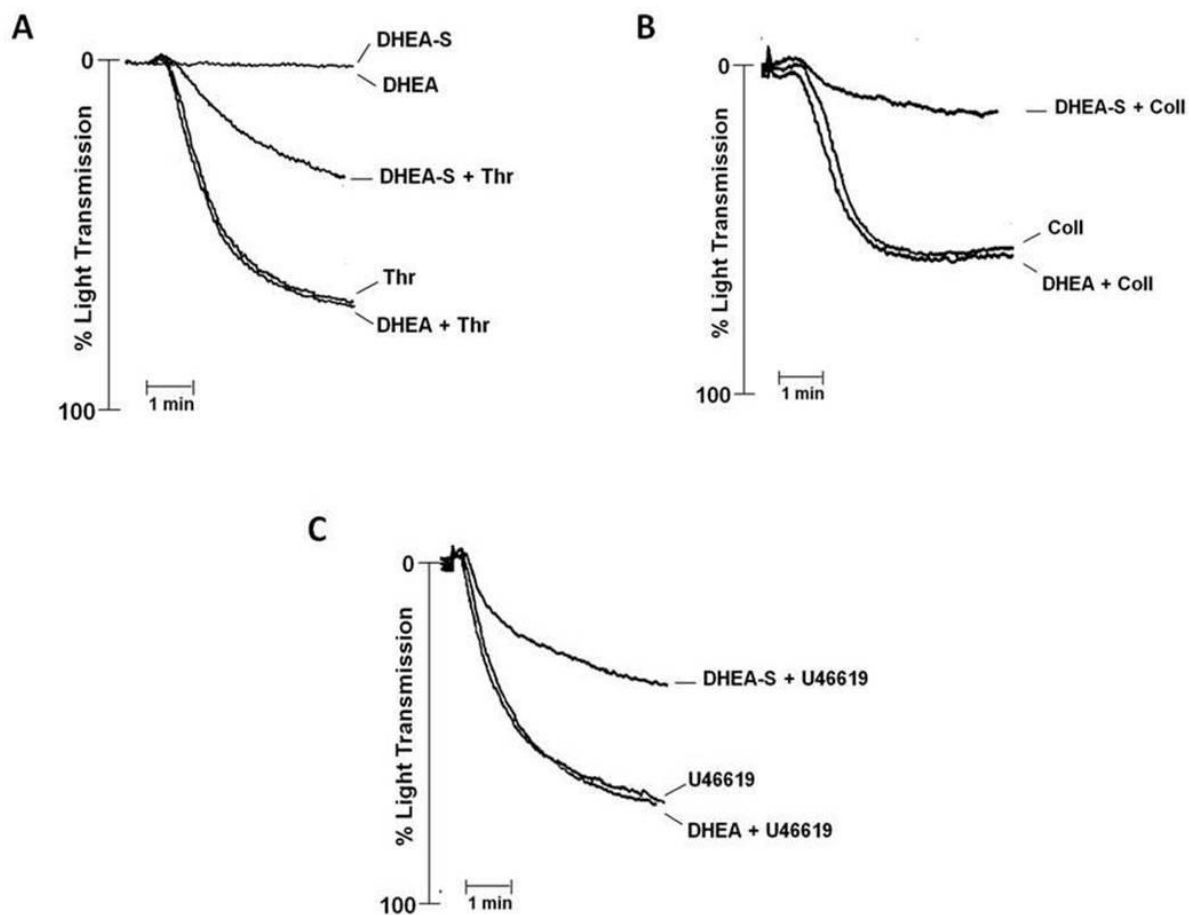 A
0
DHEA-S
DHEA
DHEA-S + Thr
Thr
DHEA + Thr
% Light Transmission
1 min
100
B
0
DHEA-S + Coll
Coll
DHEA + Coll
% Light Transmission
1 min
100
C
0
DHEA-S + U46619
U46619
DHEA + U46619
% Light Transmission
1 min
100